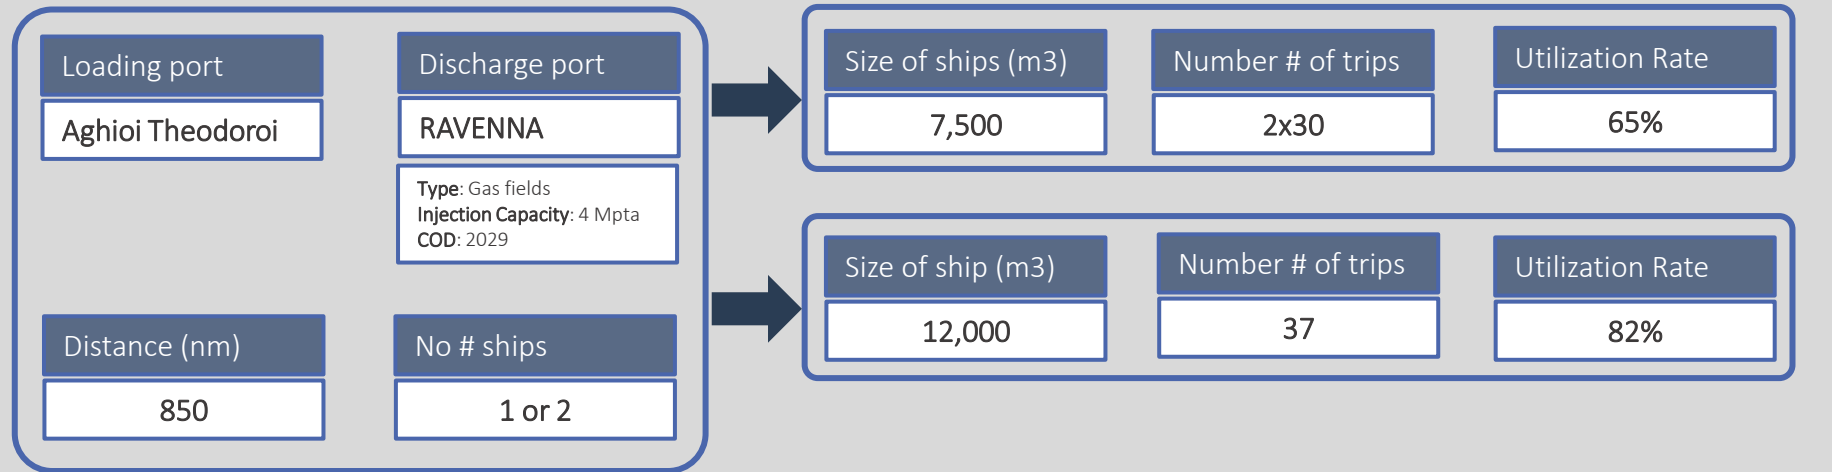 Loading port
Aghioi Theodoroi
Discharge port
RAVENNA
Type: Gas fields
Injection Capacity: 4 Mpta
COD: 2029
Distance (nm)
850
No # ships
1 or 2
Size of ships (m3)
7,500
Number # of trips
2x30
Utilization Rate
65%
Size of ship (m3)
12,000
Number # of trips
37
Utilization Rate
82%